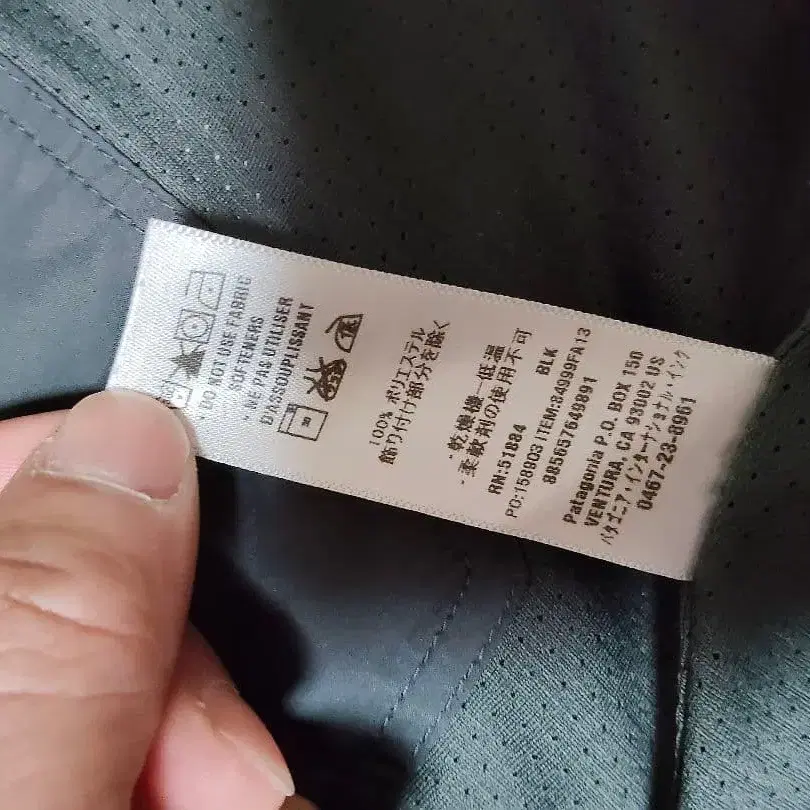 * DO NOT USE FABRIC
SOFTENERS
* NE PAS UTILISER
D'ASSOUPLISSANT
100% ポリエステル
飾り付け部分を除く
・乾燥機ー低温
・柔軟剤の使用不可
RN:51884
PO:158903 ITEM:84999FA13
BLK
885657649891
Patagonia P.O. BOX 150
VENTURA, CA 93002 US
パタゴニア・インターナショナル・インク
0467-23-8961